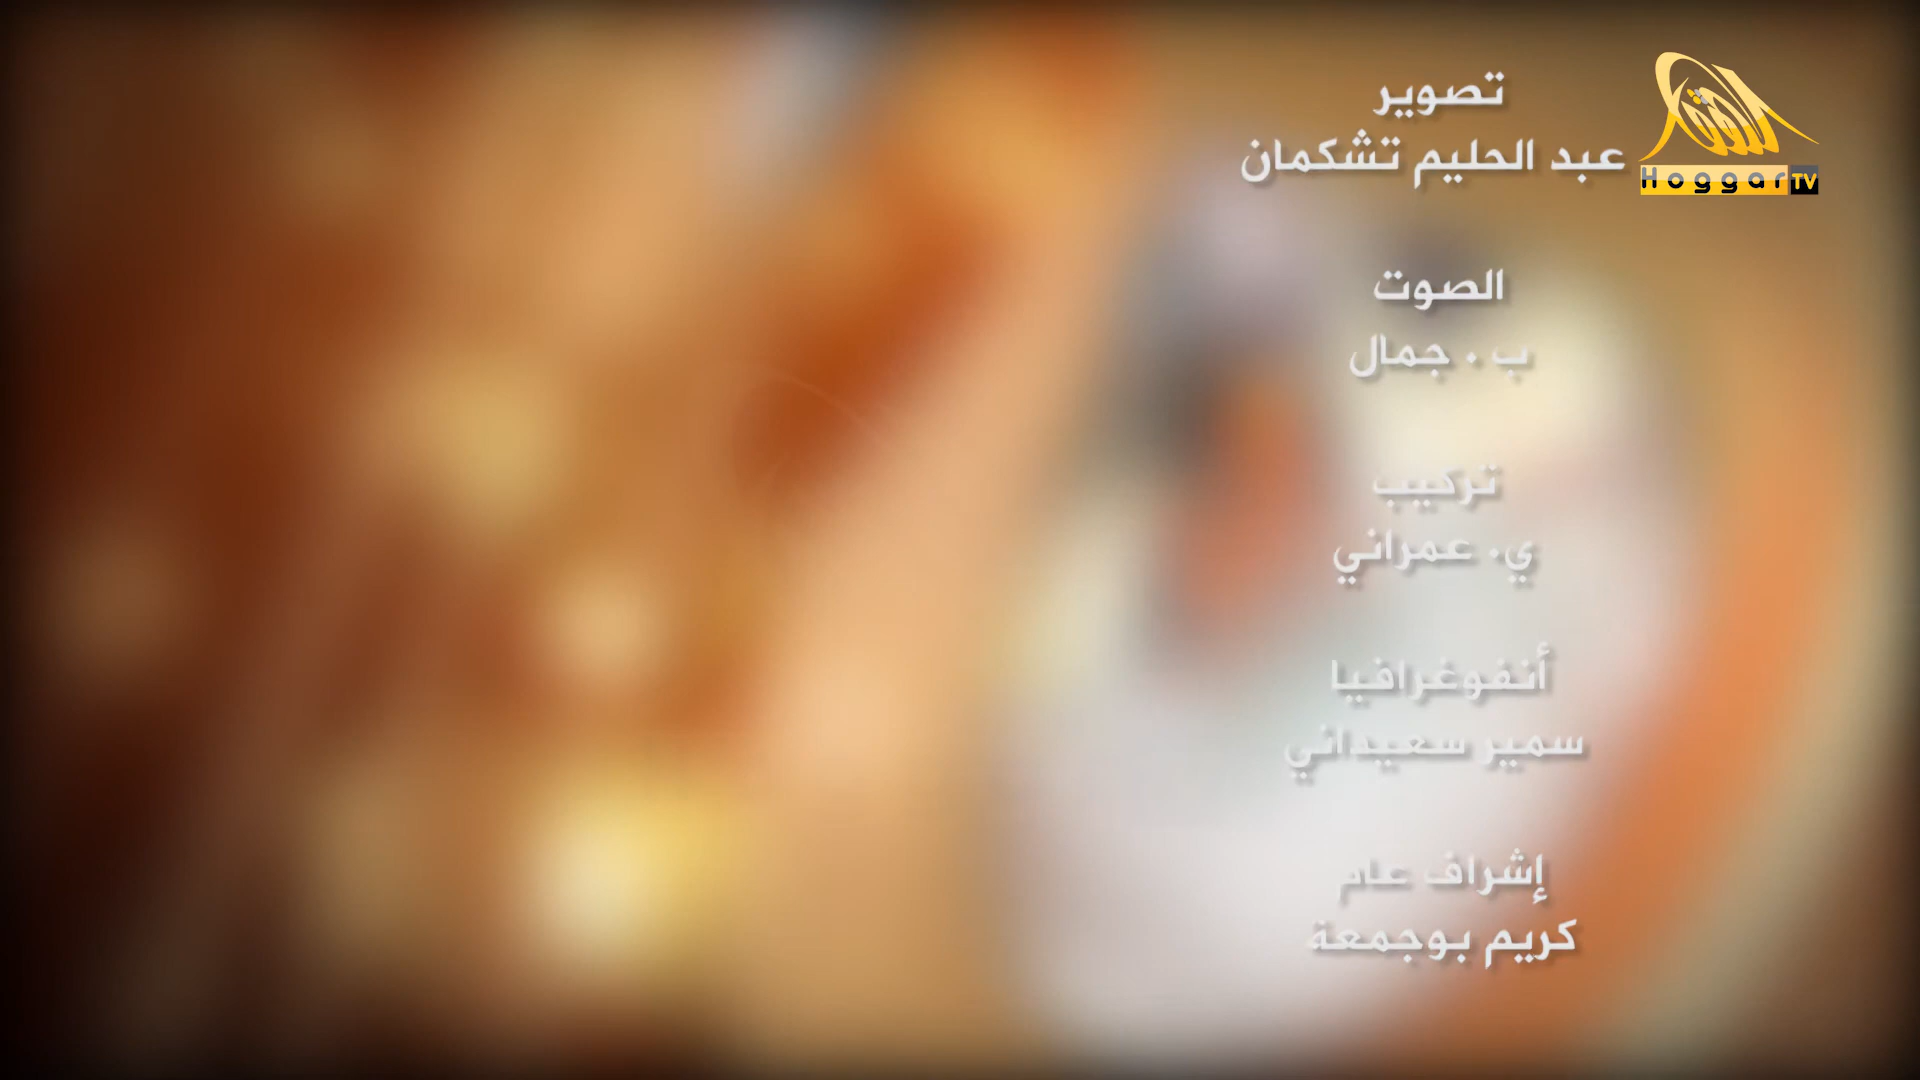 تصوير
عبد الحليم تشكمان
الصوت
ب . جمال
تركيب
ي. عمراني
أنفوغرافيا
سمير سعيداني
إشراف عام
كريم بوجمعة
Hoggar TV